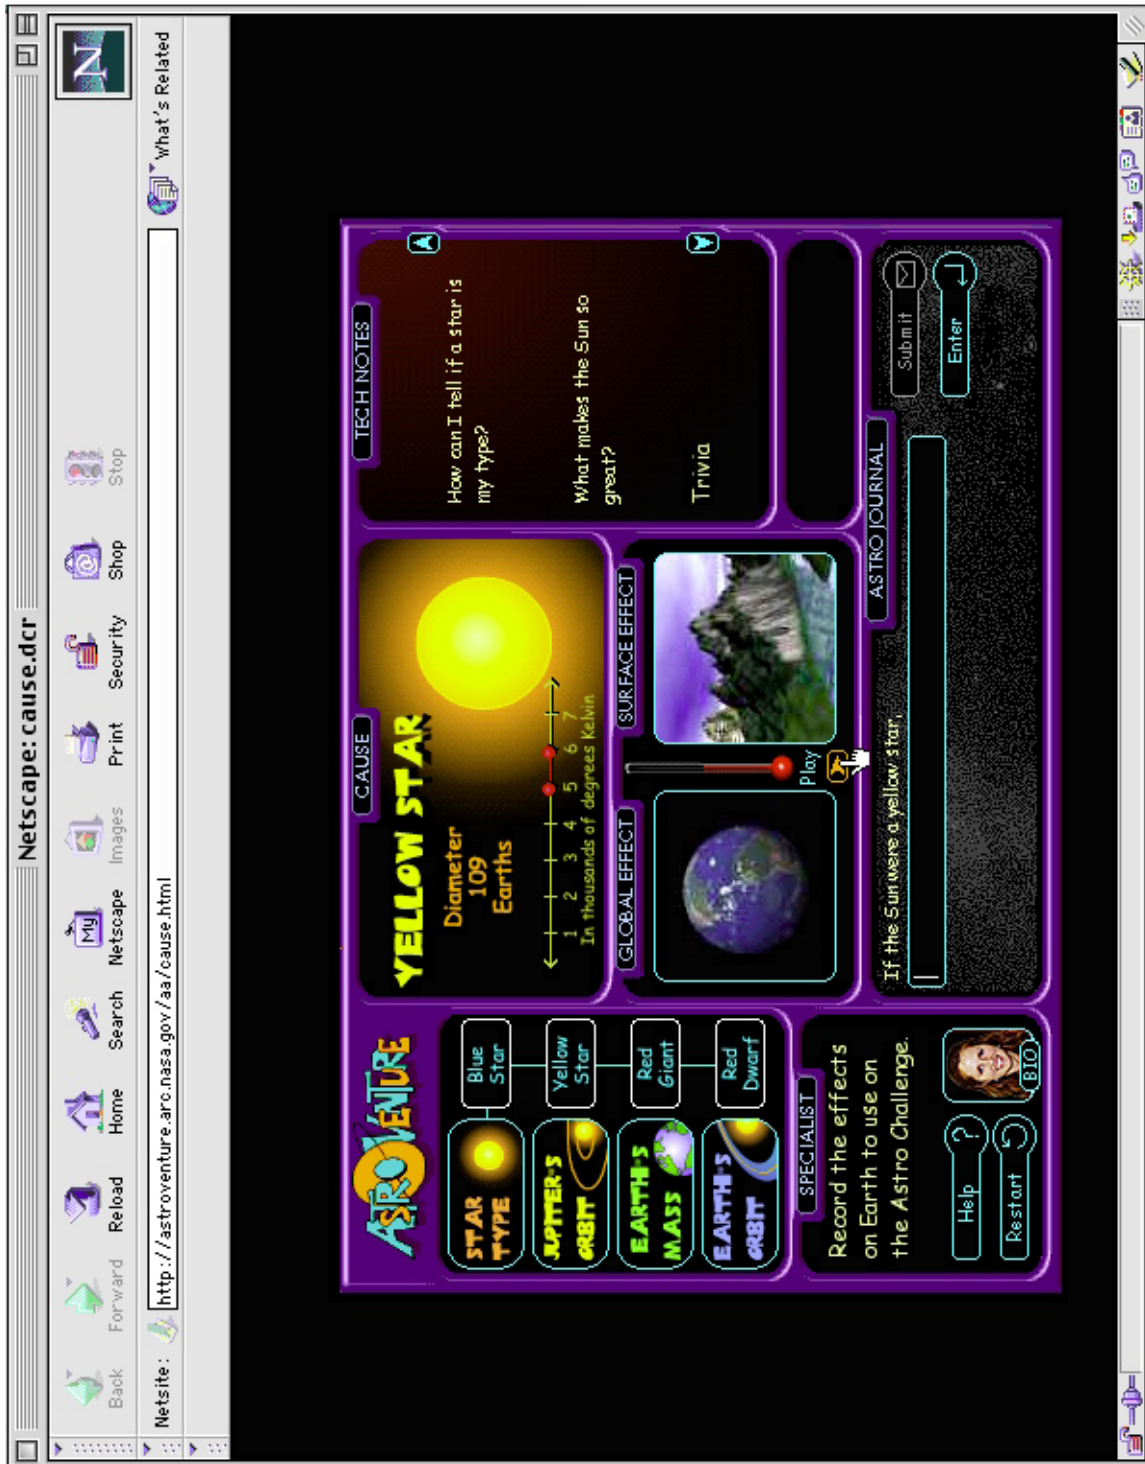 Netscape: cause.dcr
Back
Forward
Reload
Home
Search
My
Netscape
Images
Print
Security
Shop
Stop
N
Netsite:
http://astroventure.arc.nasa.gov/aa/cause.html
What's Related
ASTROVENTURE
STAR
TYPE
JUPITER'S
ORBIT
EARTH'S
MASS
EARTH'S
ORBIT
Blue
Star
Yellow
Star
Red
Giant
Red
Dwarf
CAUSE
YELLOW STAR
Diameter
109
Earths
1 2 3 4 5 6 7
In thousands of degrees Kelvin
TECH NOTES
How can I tell if a star is
my type?
What makes the Sun so
great?
Trivia
GLOBAL EFFECT
SURFACE EFFECT
Play
SPECIALIST
Record the effects
on Earth to use on
the Astro Challenge.
Help
?
Restart
BIO
ASTRO JOURNAL
If the Sun were a yellow star,
Submit
Enter